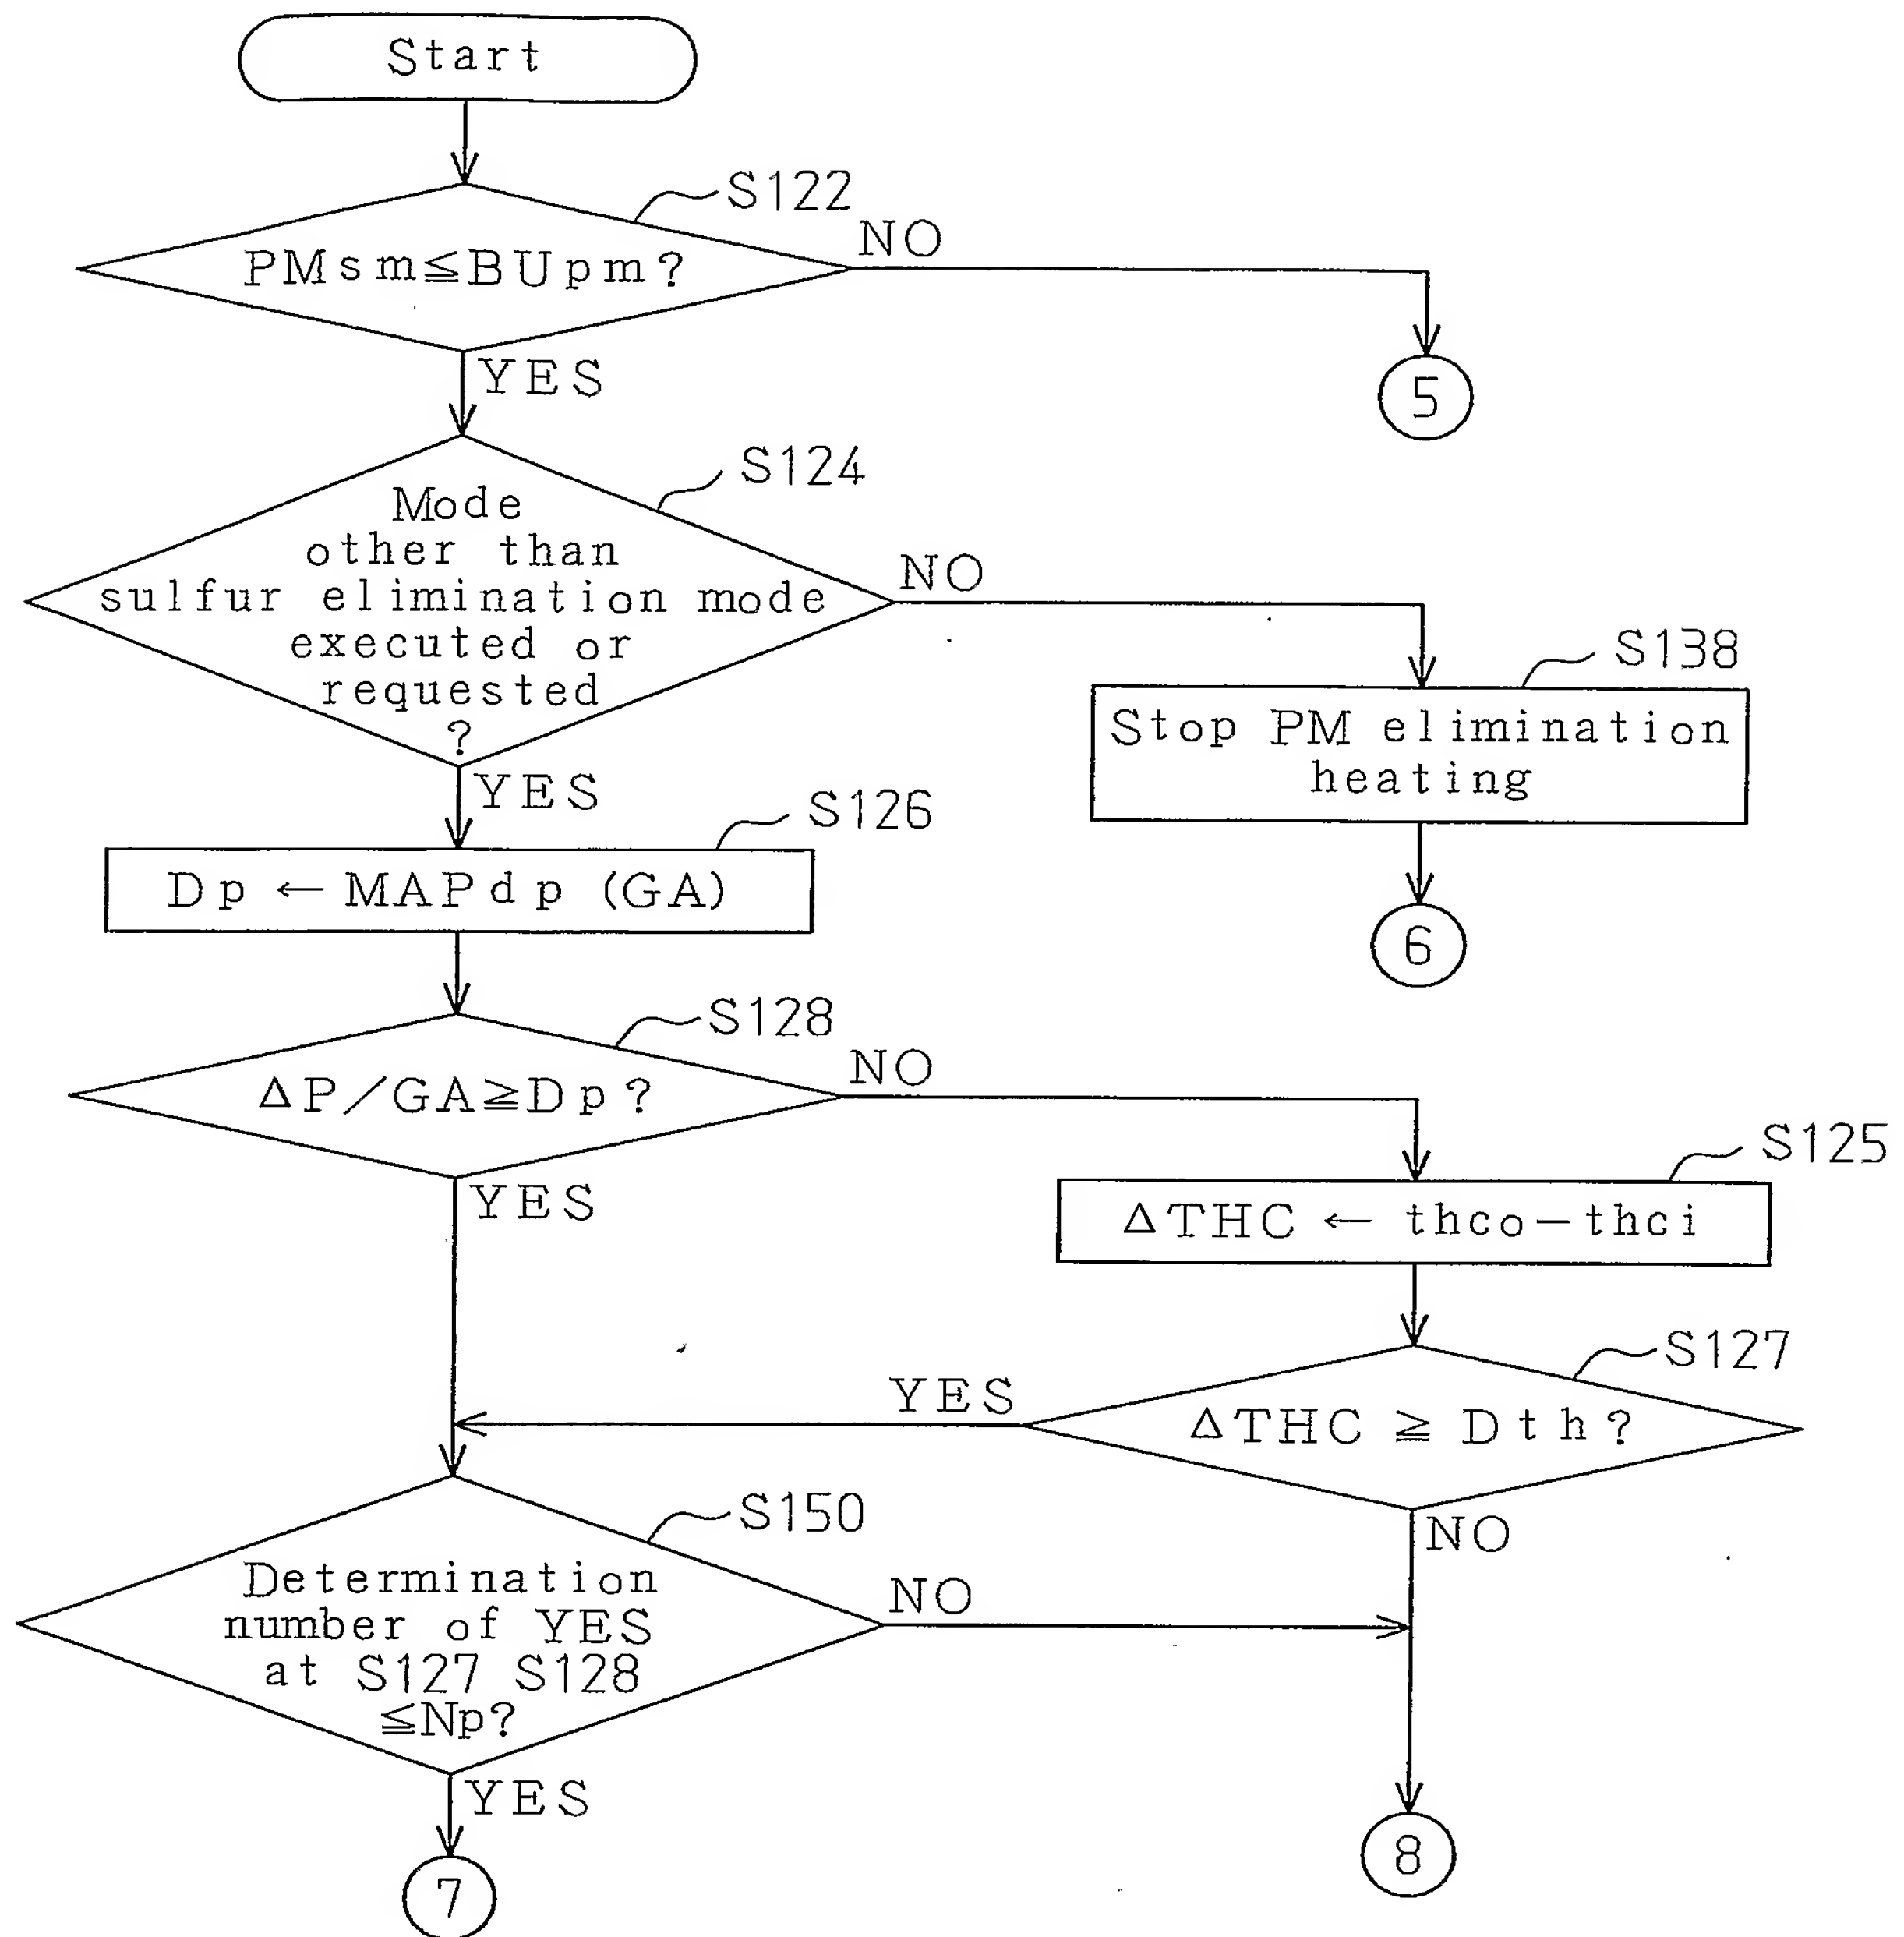 Start
S122
PMsm≦BUpm?
NO
YES
5
S124
Mode
other than
sulfur elimination mode
executed or
requested
?
NO
YES
S138
Stop PM elimination
heating
6
S126
Dp ← MAPdp (GA)
S128
ΔP/GA≧Dp?
NO
YES
S125
ΔTHC ← thco-thci
S127
ΔTHC ≧ Dth?
YES
NO
S150
Determination
number of YES
at S127 S128
≦Np?
NO
YES
7
8